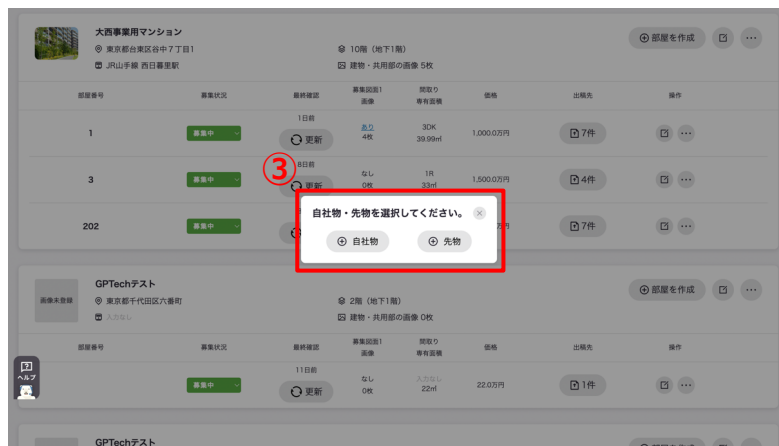 大西事業用マンション
東京都台東区谷中7丁目1
JR山手線 西日暮里駅
10階（地下1階）
建物・共用部の画像 5枚
部屋を作成
部屋番号 募集状況 最終確認 募集図面1 画像 間取り 専有面積 価格 出稿先 操作
1 募集中 1日前 更新 あり 4枚 3DK 39.99㎡ 1,000.0万円 7件
③
3 募集中 8日前 更新 なし 0枚 1R 33㎡ 1,500.0万円 4件
202 募集中 7件
自社物・先物を選択してください。
自社物 先物
GPTechテスト
画像未登録
東京都千代田区六番町
入力なし
2階（地下1階）
建物・共用部の画像 0枚
部屋を作成
部屋番号 募集状況 最終確認 募集図面1 画像 間取り 専有面積 価格 出稿先 操作
募集中 11日前 更新 なし 0枚 入力なし 22㎡ 22.0万円 1件
ヘルプ
GPTechテスト